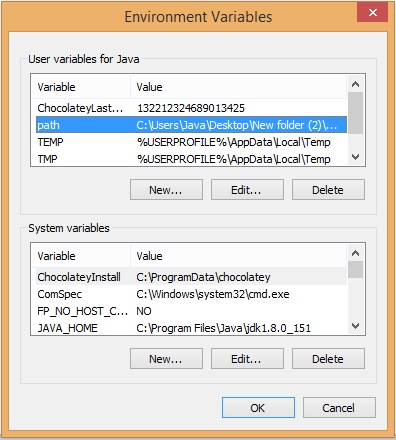 Environment Variables
User variables for Java
Variable Value
ChocolateyLast... 132212324689013425
path C:\Users\Java\Desktop\New folder (2)\...
TEMP %USERPROFILE%\AppData\Local\Temp
TMP %USERPROFILE%\AppData\Local\Temp
New... Edit... Delete
System variables
Variable Value
ChocolateyInstall C:\ProgramData\chocolatey
ComSpec C:\Windows\system32\cmd.exe
FP_NO_HOST_C... NO
JAVA_HOME C:\Program Files\Java\jdk1.8.0_151
New... Edit... Delete
OK Cancel